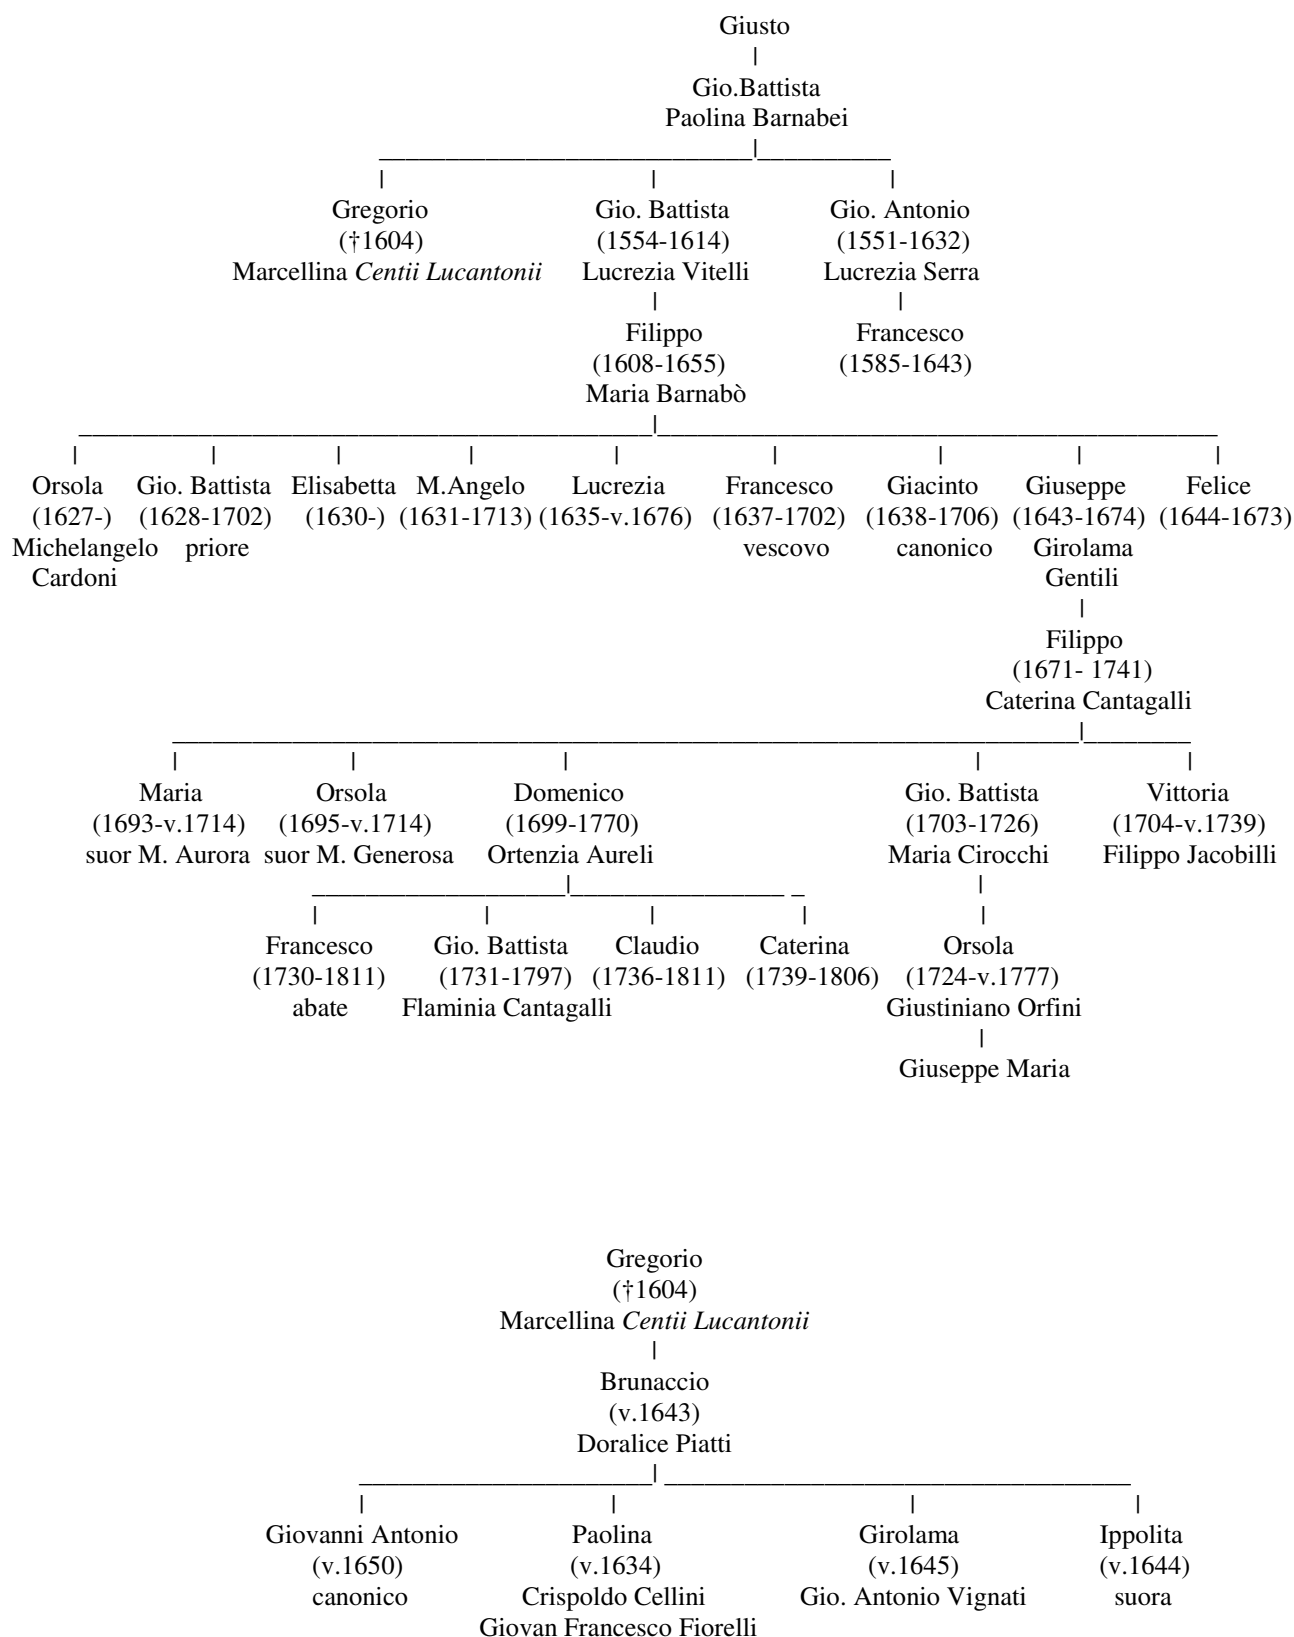 Giusto
Gio.Battista
Paolina Barnabei
Gregorio Gio. Battista Gio. Antonio
(†1604) (1554-1614) (1551-1632)
Marcellina Centii Lucantonii Lucrezia Vitelli Lucrezia Serra
Filippo Francesco
(1608-1655) (1585-1643)
Maria Barnabò
Orsola Gio. Battista Elisabetta M.Angelo Lucrezia Francesco Giacinto Giuseppe Felice
(1627-) (1628-1702) (1630-) (1631-1713) (1635-v.1676) (1637-1702) (1638-1706) (1643-1674) (1644-1673)
Michelangelo priore vescovo canonico Girolama
Cardoni Gentili
Filippo
(1671- 1741)
Caterina Cantagalli
Maria Orsola Domenico Gio. Battista Vittoria
(1693-v.1714) (1695-v.1714) (1699-1770) (1703-1726) (1704-v.1739)
suor M. Aurora suor M. Generosa Ortenzia Aureli Maria Cirocchi Filippo Jacobilli
Francesco Gio. Battista Claudio Caterina Orsola
(1730-1811) (1731-1797) (1736-1811) (1739-1806) (1724-v.1777)
abate Flaminia Cantagalli Giustiniano Orfini
Giuseppe Maria
Gregorio
(†1604)
Marcellina Centii Lucantonii
Brunaccio
(v.1643)
Doralice Piatti
Giovanni Antonio Paolina Girolama Ippolita
(v.1650) (v.1634) (v.1645) (v.1644)
canonico Crispoldo Cellini Gio. Antonio Vignati suora
Giovan Francesco Fiorelli